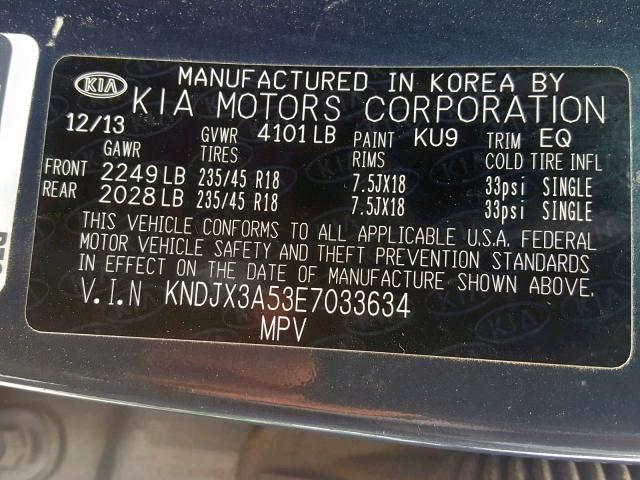 KIA MANUFACTURED IN KOREA BY
KIA MOTORS CORPORATION
12/13 GVWR 4101LB PAINT KU9 TRIM EQ
GAWR TIRES RIMS COLD TIRE INFL
FRONT 2249LB 235/45 R18 7.5JX18 33psi SINGLE
REAR 2028LB 235/45 R18 7.5JX18 33psi SINGLE
THIS VEHICLE CONFORMS TO ALL APPLICABLE U.S.A. FEDERAL
MOTOR VEHICLE SAFETY AND THEFT PREVENTION STANDARDS
IN EFFECT ON THE DATE OF MANUFACTURE SHOWN ABOVE.
V.I.N KNDJX3A53E7033634
MPV